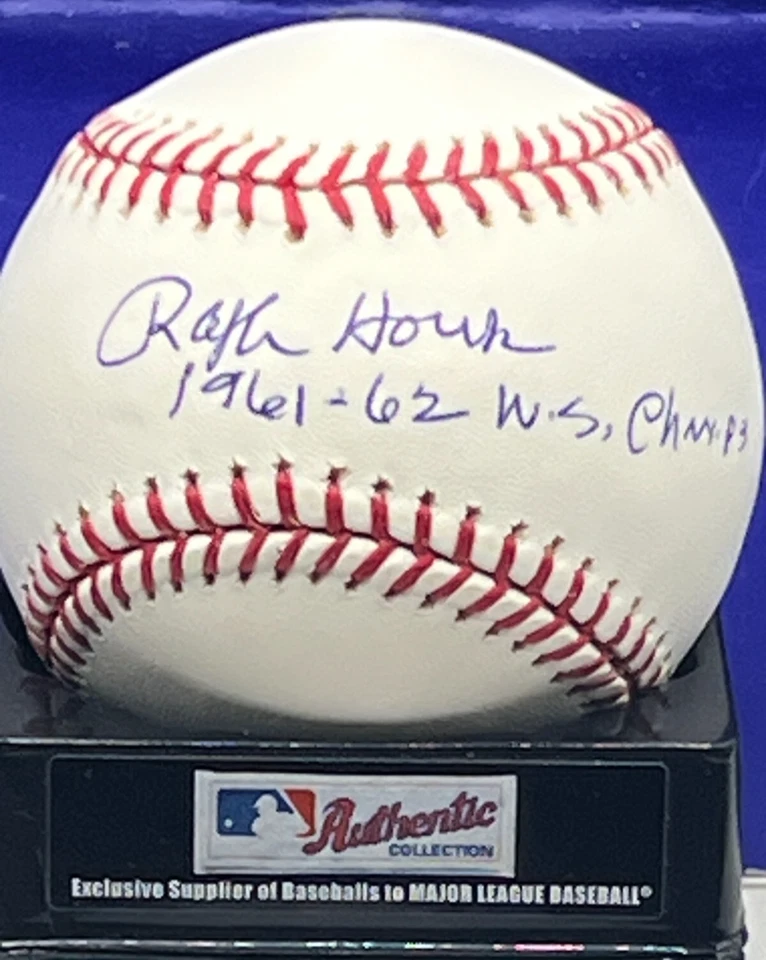 Ralph Houk
1961-62 W.S. Champs
Authentic
COLLECTION
Exclusive Supplier of Baseballs to MAJOR LEAGUE BASEBALL®